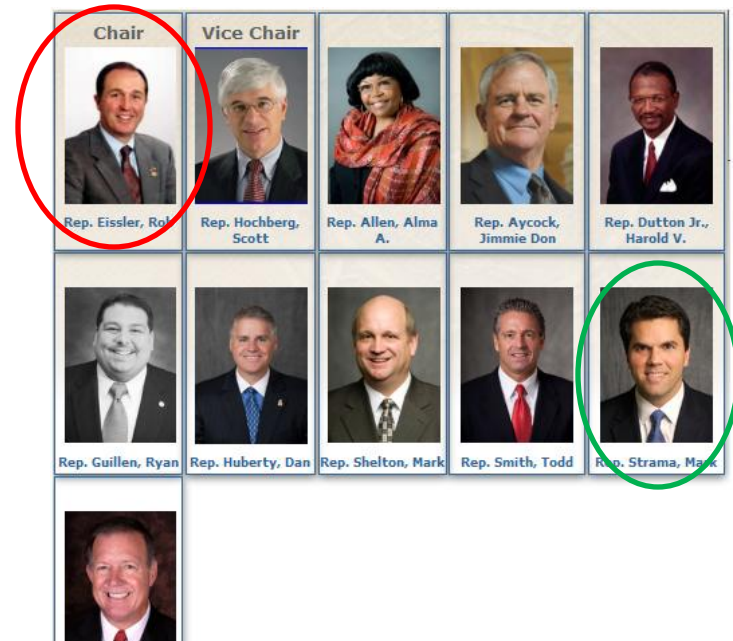 Chair
Vice Chair
Rep. Eissler, Rob
Rep. Hochberg,
Scott
Rep. Allen, Alma
A.
Rep. Aycock,
Jimmie Don
Rep. Dutton Jr.,
Harold V.
Rep. Guillen, Ryan
Rep. Huberty, Dan
Rep. Shelton, Mark
Rep. Smith, Todd
Rep. Strama, Mark